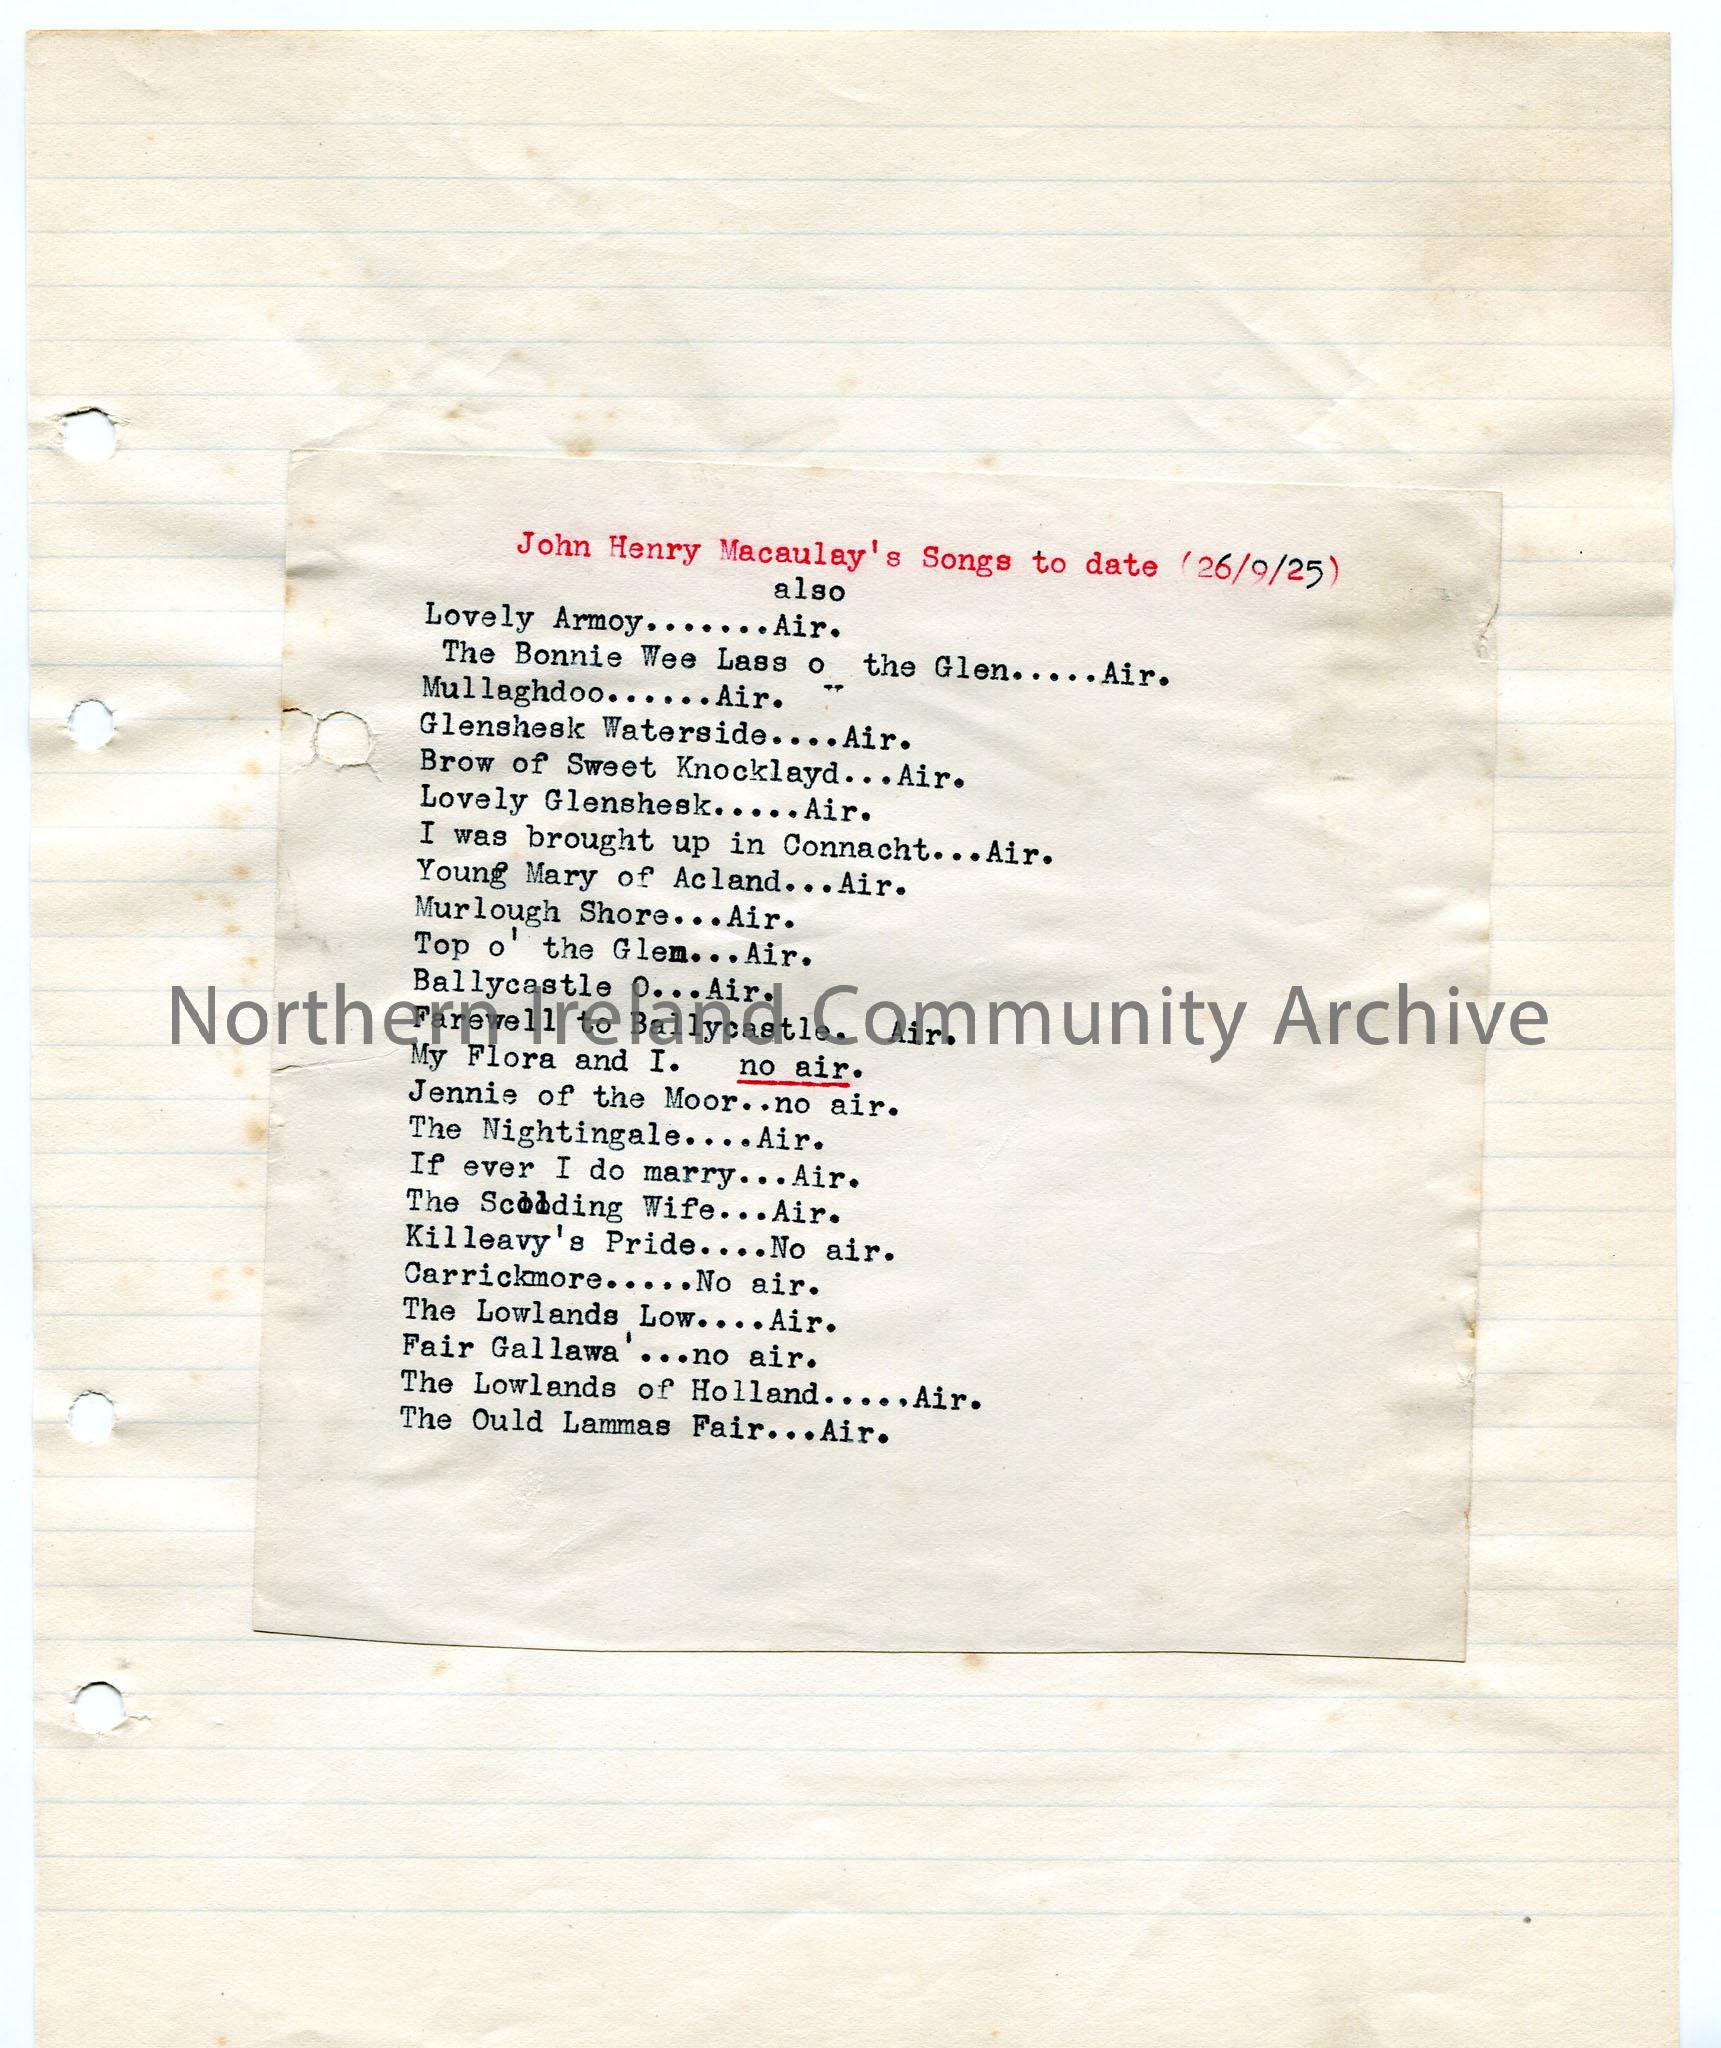 John Henry Macaulay's Songs to date (26/9/25)
also
Lovely Armoy.......Air.
The Bonnie Wee Lass o_ the Glen.....Air.
Mullaghdoo......Air.
Glenshesk Waterside....Air.
Brow of Sweet Knocklayd...Air.
Lovely Glenshesk.....Air.
I was brought up in Connacht...Air.
Young Mary of Acland...Air.
Murlough Shore...Air.
Top o' the Glen...Air.
Ballycastle O...Air.
Farewell to Ballycastle. Air.
Northern Ireland Community Archive
My Flora and I. no air.
Jennie of the Moor..no air.
The Nightingale....Air.
If ever I do marry...Air.
The Scolding Wife...Air.
Killeavy's Pride....No air.
Carrickmore.....No air.
The Lowlands Low....Air.
Fair Gallawa'...no air.
The Lowlands of Holland.....Air.
The Ould Lammas Fair...Air.